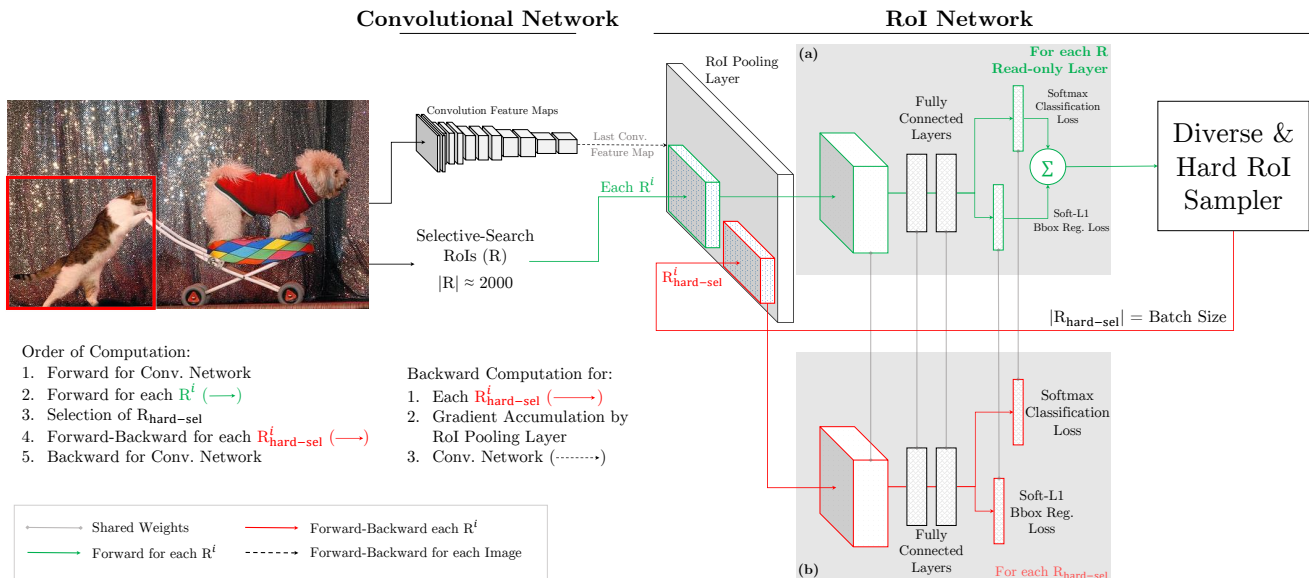 Convolutional Network
RoI Network
(a)
For each R
Read-only Layer
RoI Pooling
Layer
Convolution Feature Maps
Last Conv.
Feature Map
Fully
Connected
Layers
Softmax
Classification
Loss
Σ
Soft-L1
Bbox Reg. Loss
Diverse &
Hard RoI
Sampler
Each R^i
Selective-Search
RoIs (R)
|R| ≈ 2000
R^i_hard−sel
|R_hard−sel| = Batch Size
Order of Computation:
1. Forward for Conv. Network
2. Forward for each R^i (→)
3. Selection of R_hard−sel
4. Forward-Backward for each R^i_hard−sel (→)
5. Backward for Conv. Network
Backward Computation for:
1. Each R^i_hard−sel (→)
2. Gradient Accumulation by
RoI Pooling Layer
3. Conv. Network (⇢)
Softmax
Classification
Loss
Soft-L1
Bbox Reg.
Loss
Fully
Connected
Layers
(b)
For each R_hard−sel
Shared Weights
Forward for each R^i
Forward-Backward each R^i
Forward-Backward for each Image